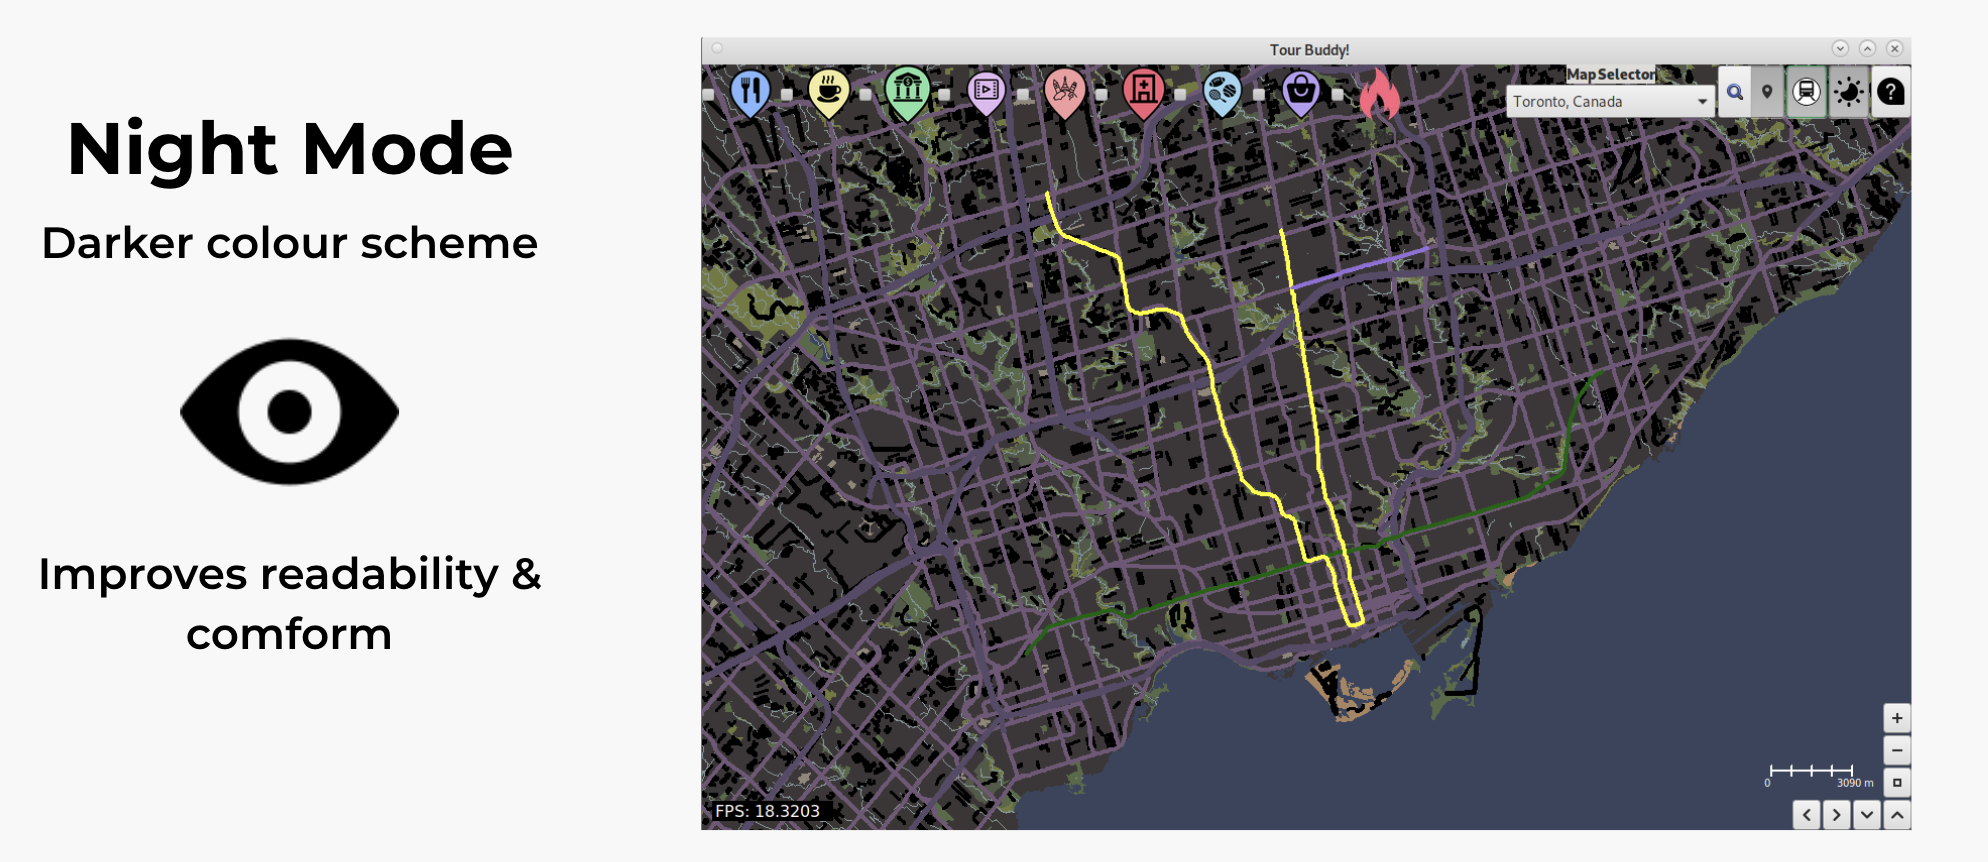 Night Mode
Darker colour scheme
Improves readability &
comform
Tour Buddy!
Map Selector
Toronto, Canada
?
+
−
0 3090 m
FPS: 18.3203